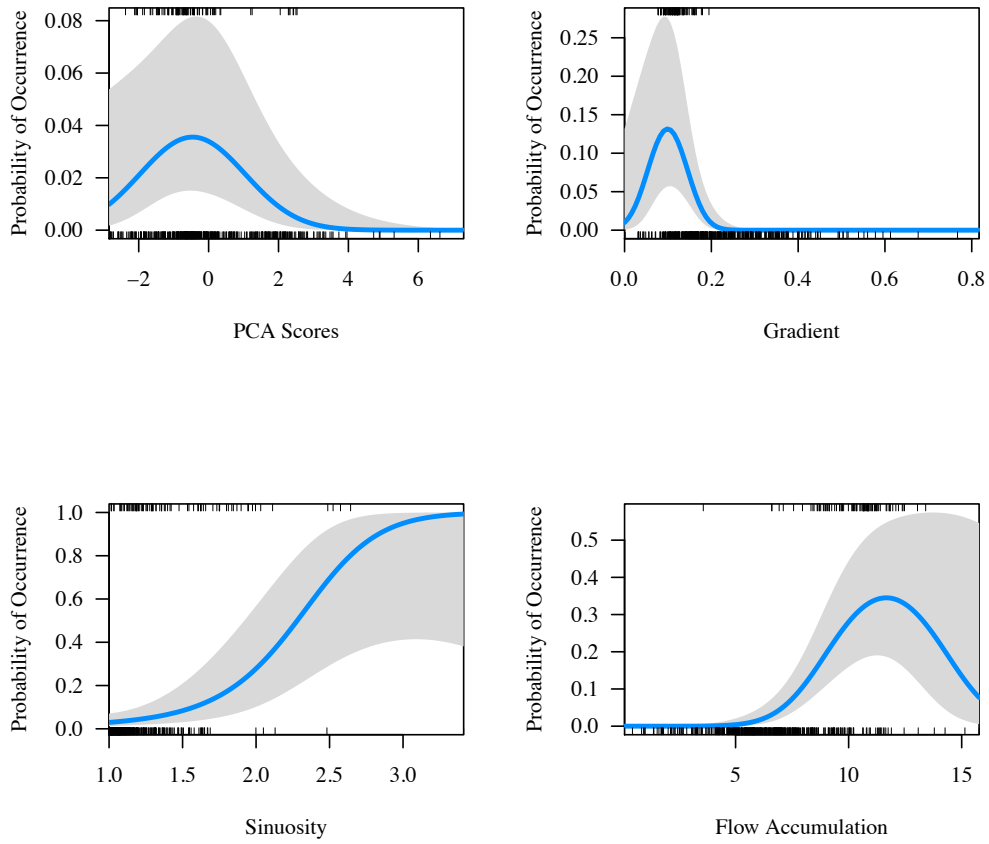 Probability of Occurrence
0.08
0.06
0.04
0.02
0.00
−2 0 2 4 6
PCA Scores
Probability of Occurrence
0.25
0.20
0.15
0.10
0.05
0.00
0.0 0.2 0.4 0.6 0.8
Gradient
Probability of Occurrence
1.0
0.8
0.6
0.4
0.2
0.0
1.0 1.5 2.0 2.5 3.0
Sinuosity
Probability of Occurrence
0.5
0.4
0.3
0.2
0.1
0.0
5 10 15
Flow Accumulation